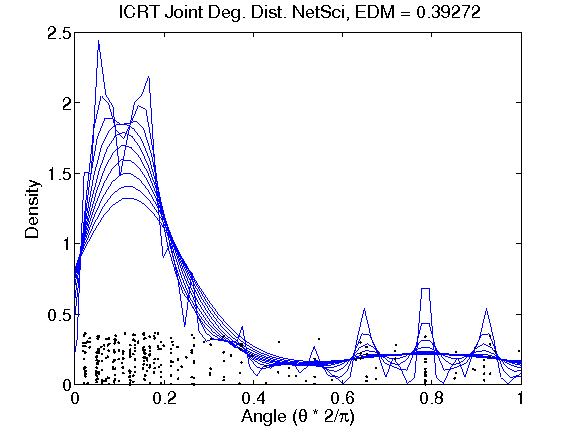 ICRT Joint Deg. Dist. NetSci, EDM = 0.39272
2.5
2
1.5
1
0.5
0
Density
0 0.2 0.4 0.6 0.8 1
Angle (θ * 2/π)